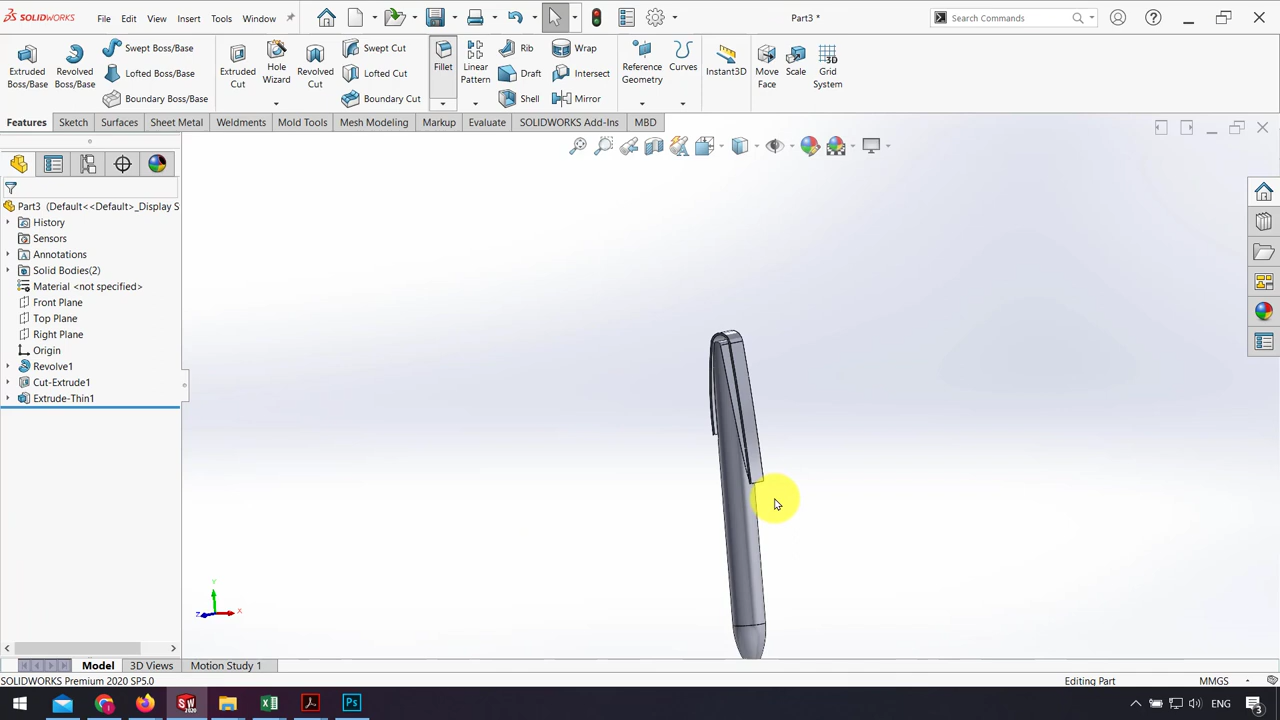 SOLIDWORKS File Edit View Insert Tools Window Part3 * Search Commands
Extruded Boss/Base
Revolved Boss/Base
Swept Boss/Base
Lofted Boss/Base
Boundary Boss/Base
Extruded Cut
Hole Wizard
Revolved Cut
Swept Cut
Lofted Cut
Boundary Cut
Fillet
Linear Pattern
Rib
Draft
Shell
Wrap
Intersect
Mirror
Reference Geometry
Curves
Instant3D
Move Face
Scale
Grid System
Features Sketch Surfaces Sheet Metal Weldments Mold Tools Mesh Modeling Markup Evaluate SOLIDWORKS Add-Ins MBD
Part3 (Default<<Default>_Display S
History
Sensors
Annotations
Solid Bodies(2)
Material <not specified>
Front Plane
Top Plane
Right Plane
Origin
Revolve1
Cut-Extrude1
Extrude-Thin1
Y
Z X
Model 3D Views Motion Study 1
SOLIDWORKS Premium 2020 SP5.0 Editing Part MMGS
SW 2020 Ps ENG 3